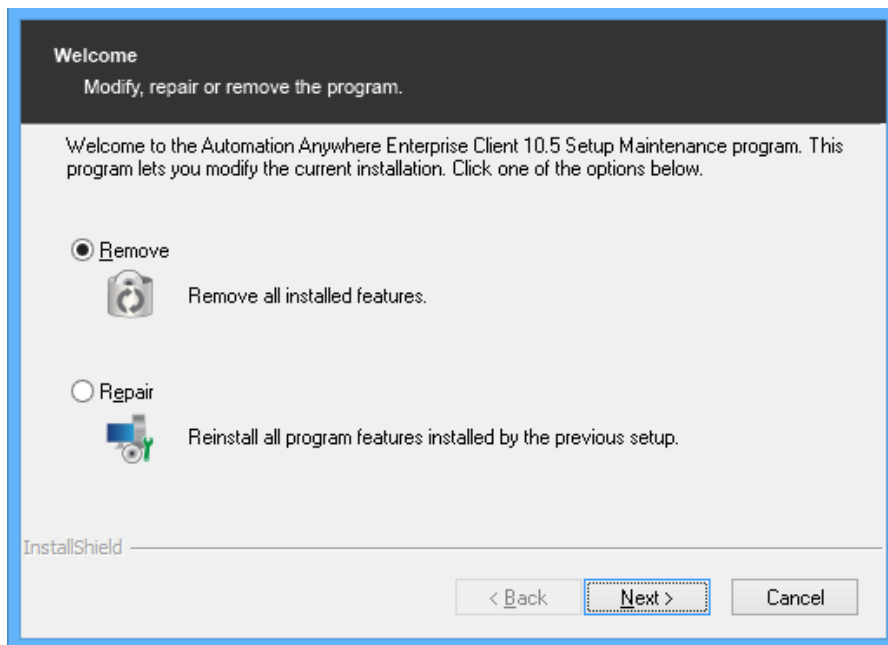 Welcome
Modify, repair or remove the program.
Welcome to the Automation Anywhere Enterprise Client 10.5 Setup Maintenance program. This
program lets you modify the current installation. Click one of the options below.
Remove
Remove all installed features.
Repair
Reinstall all program features installed by the previous setup.
InstallShield
< Back
Next >
Cancel